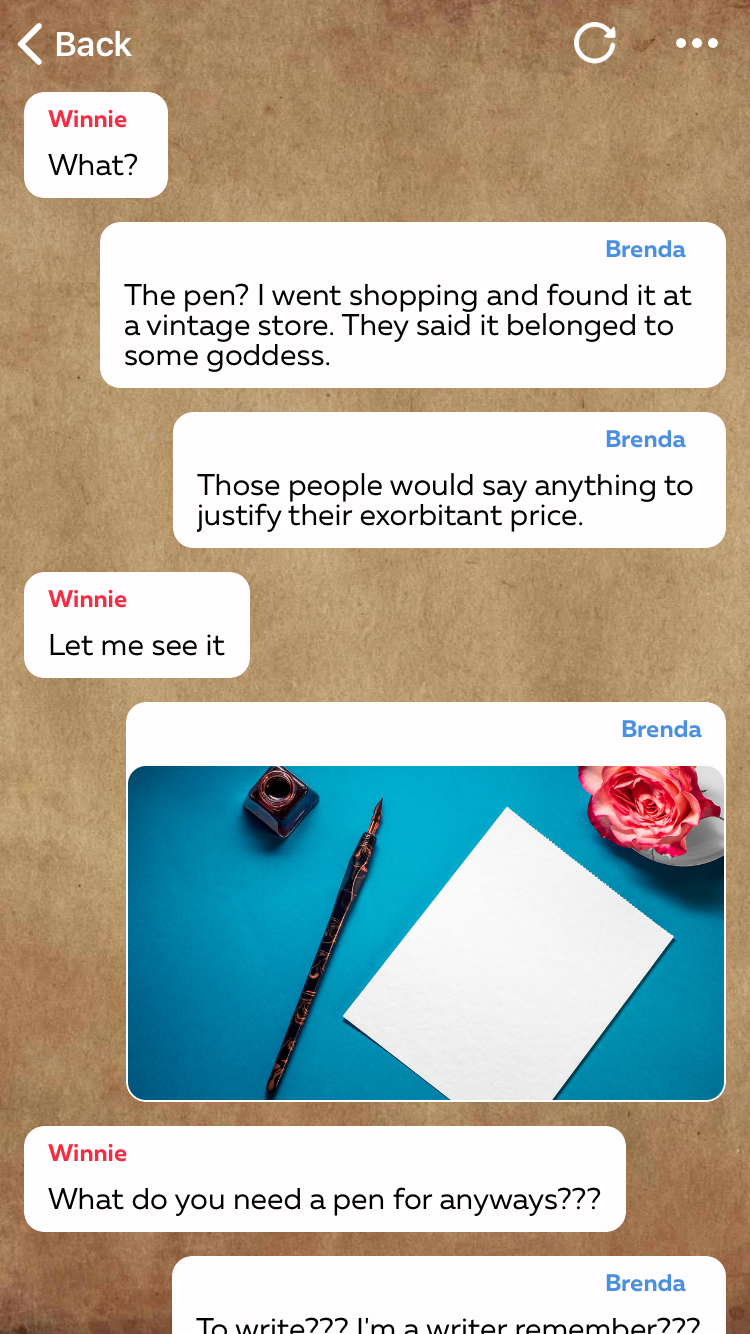 Back
Winnie
What?
Brenda
The pen? I went shopping and found it at
a vintage store. They said it belonged to
some goddess.
Brenda
Those people would say anything to
justify their exorbitant price.
Winnie
Let me see it
Brenda
Winnie
What do you need a pen for anyways???
Brenda
To write??? I'm a writer remember???